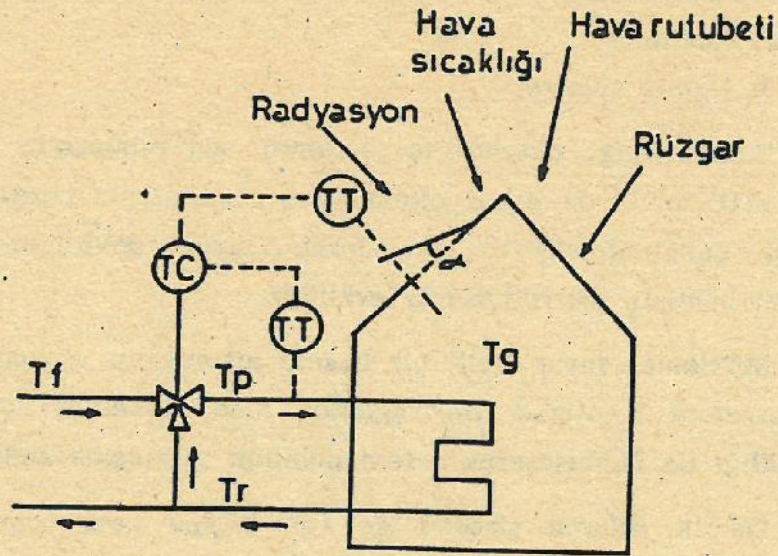 Hava
sıcaklığı
Hava rutubeti
Radyasyon
Rüzgar
TT
TC
α
TT
Tf
Tp
Tg
Tr